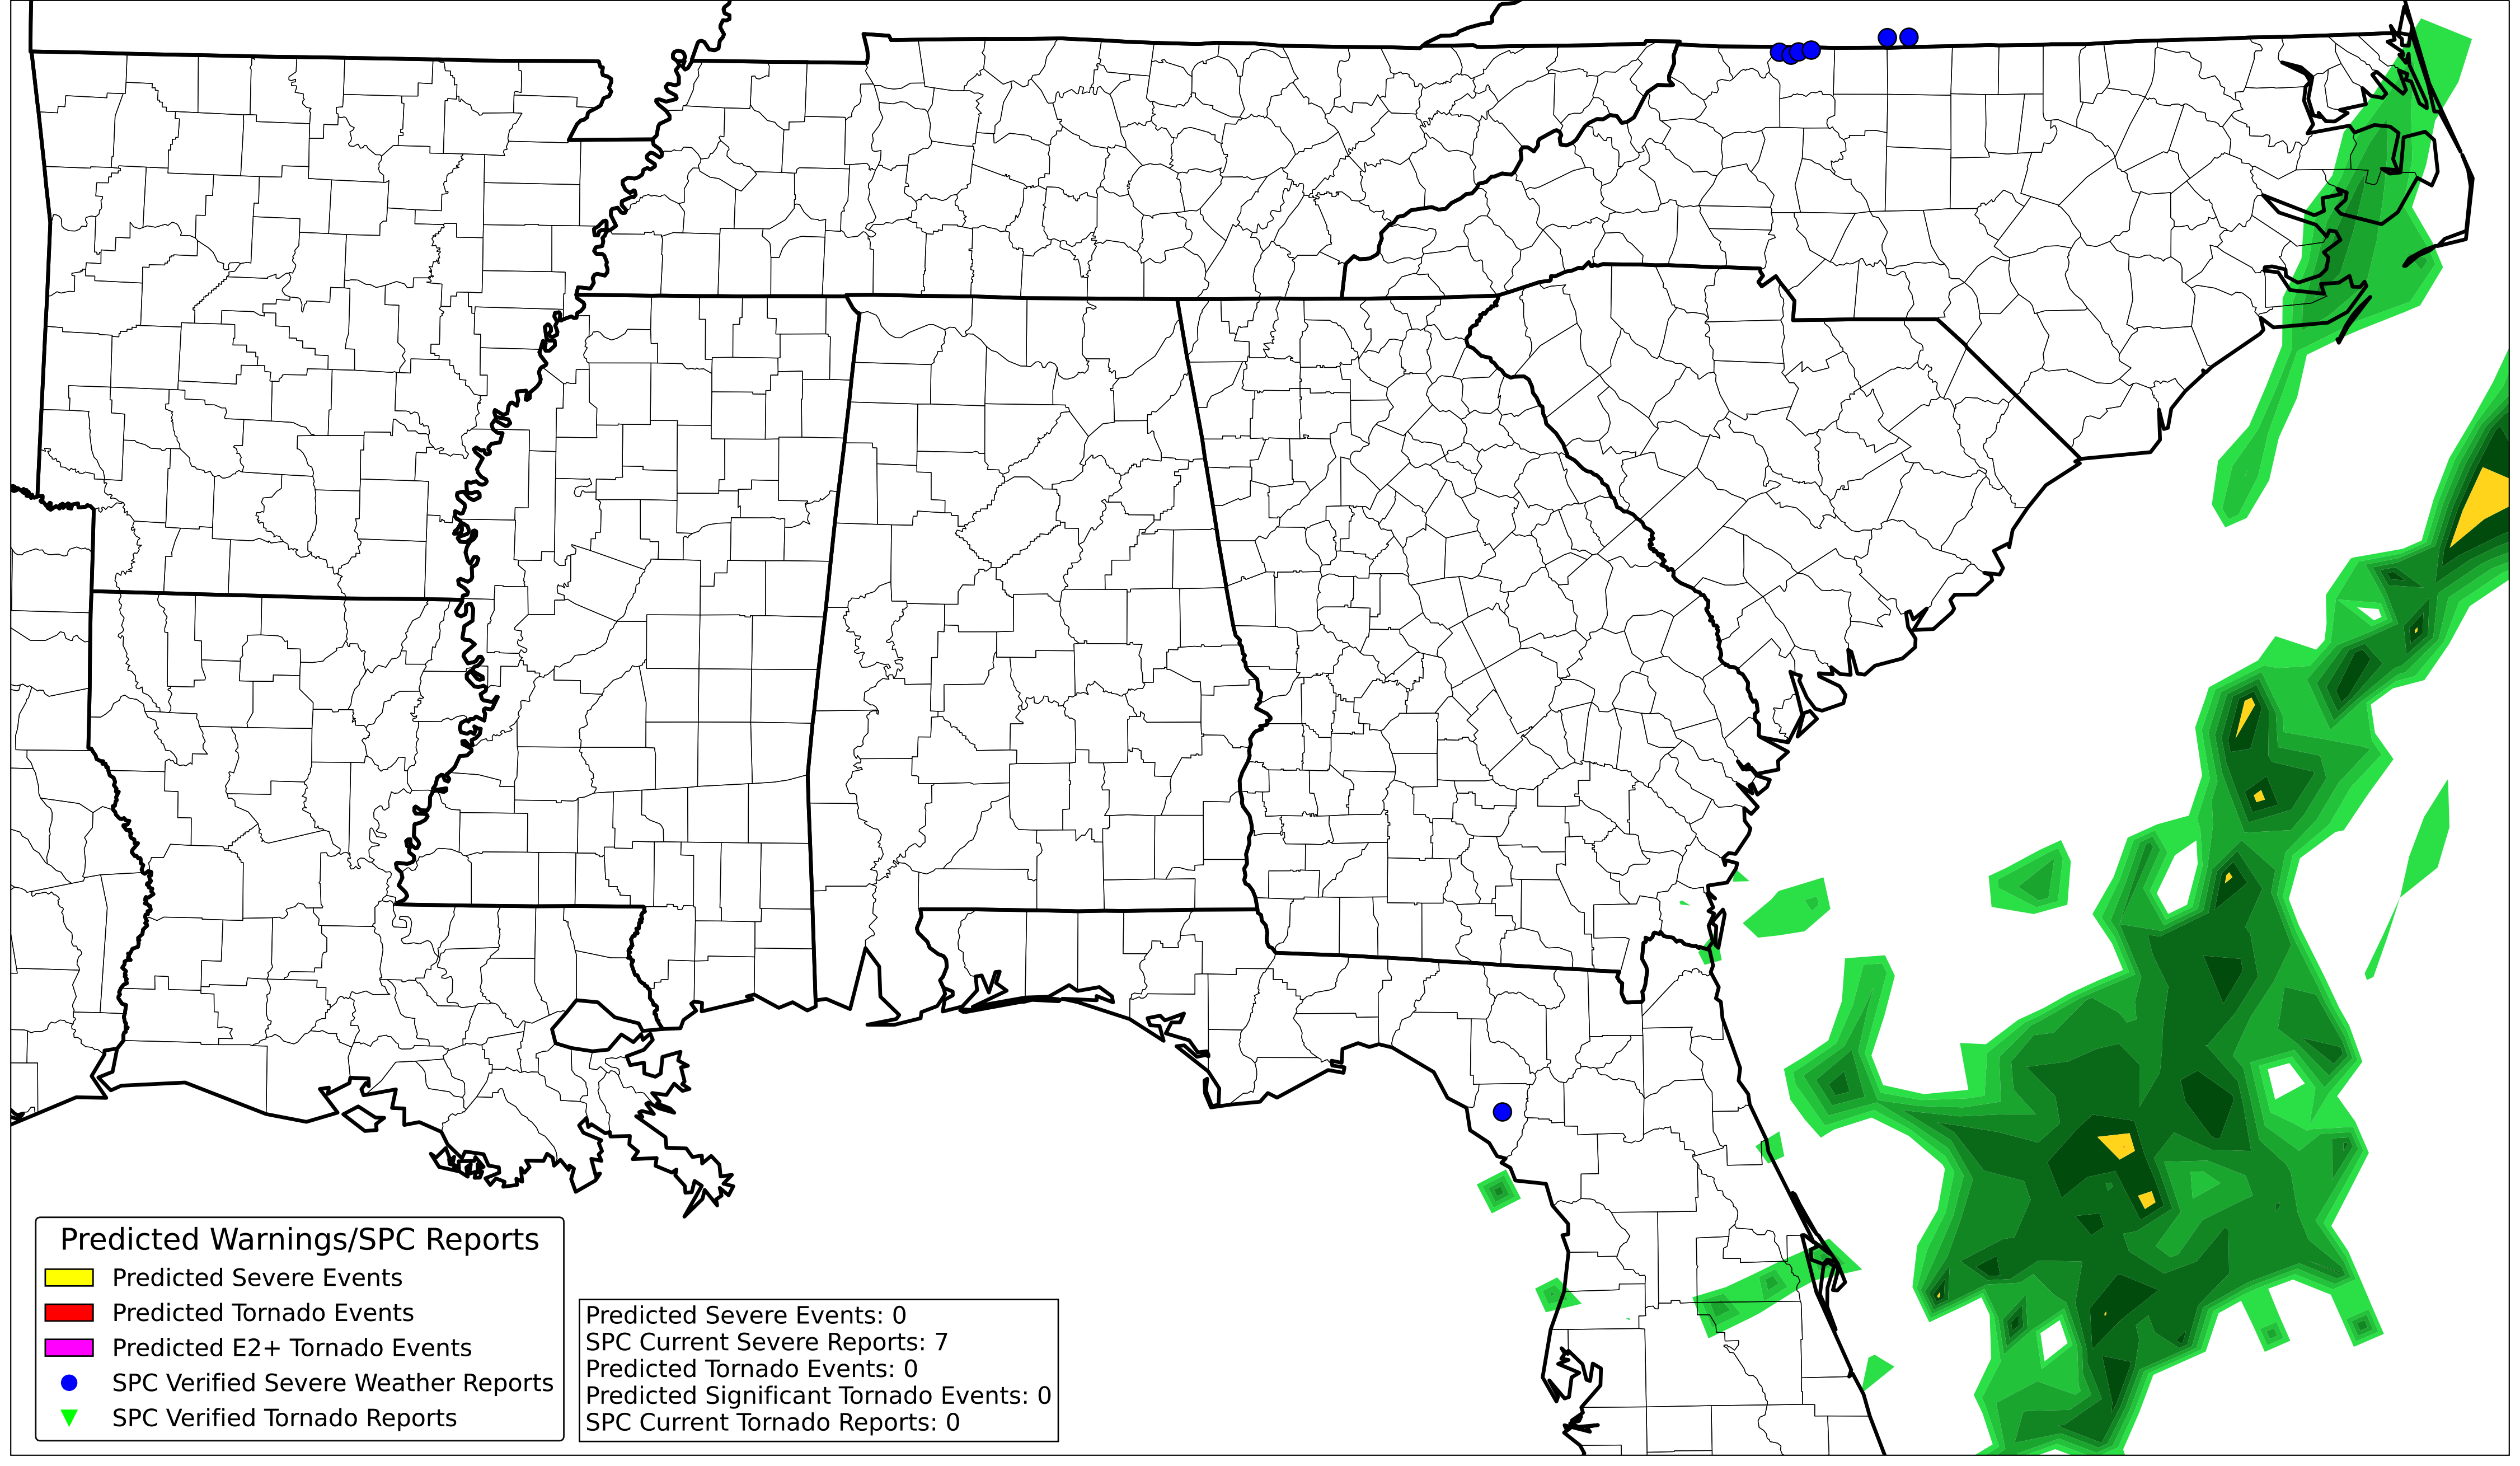 Predicted Warnings/SPC Reports
Predicted Severe Events
Predicted Tornado Events
Predicted E2+ Tornado Events
SPC Verified Severe Weather Reports
SPC Verified Tornado Reports
Predicted Severe Events: 0
SPC Current Severe Reports: 7
Predicted Tornado Events: 0
Predicted Significant Tornado Events: 0
SPC Current Tornado Reports: 0